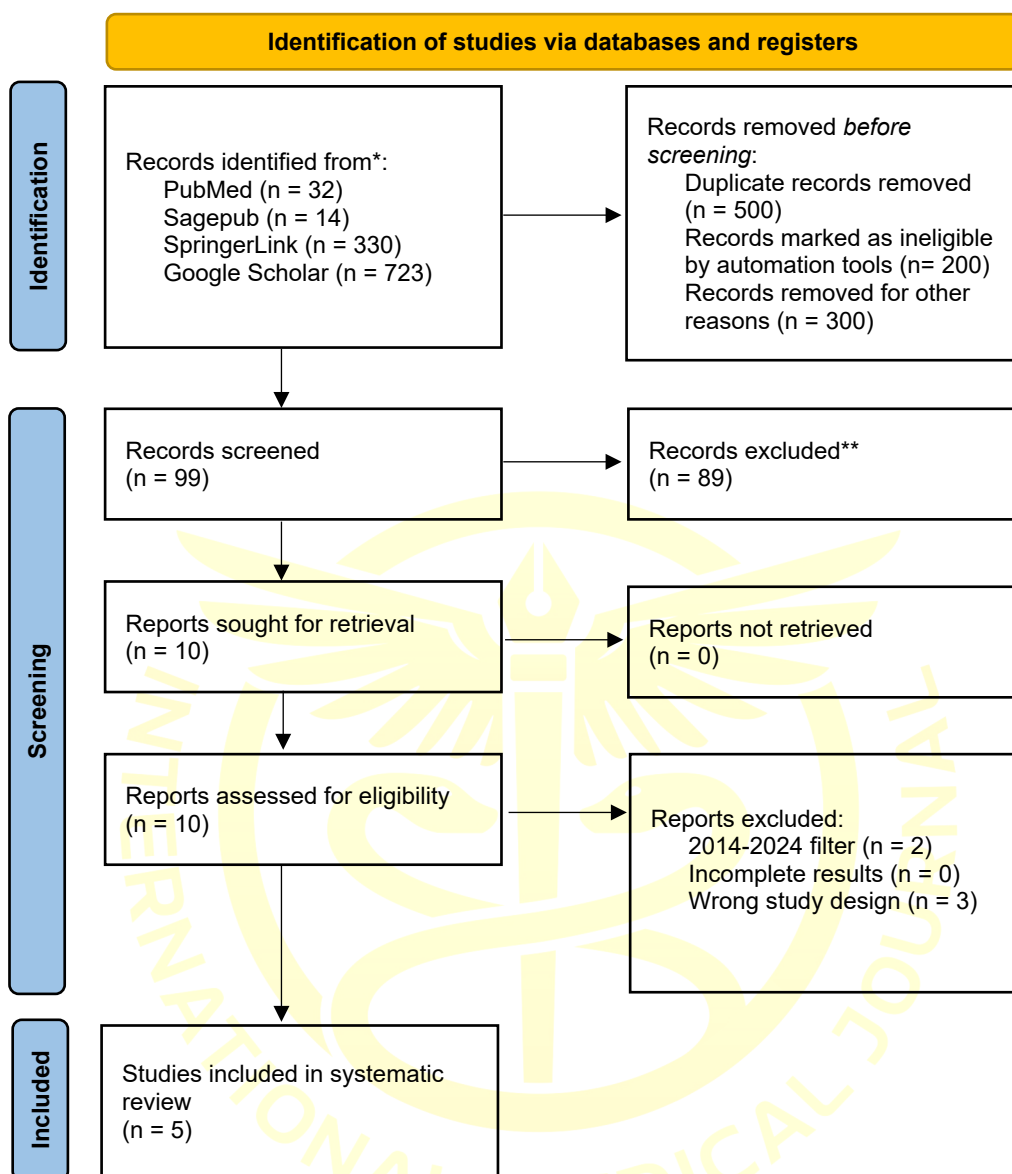 Identification of studies via databases and registers
Identification
Records identified from*:
PubMed (n = 32)
Sagepub (n = 14)
SpringerLink (n = 330)
Google Scholar (n = 723)
Records removed before
screening:
Duplicate records removed
(n = 500)
Records marked as ineligible
by automation tools (n= 200)
Records removed for other
reasons (n = 300)
Screening
Records screened
(n = 99)
Records excluded**
(n = 89)
Reports sought for retrieval
(n = 10)
Reports not retrieved
(n = 0)
Reports assessed for eligibility
(n = 10)
Reports excluded:
2014-2024 filter (n = 2)
Incomplete results (n = 0)
Wrong study design (n = 3)
Included
Studies included in systematic
review
(n = 5)
INTERNATIONAL
JOURNAL